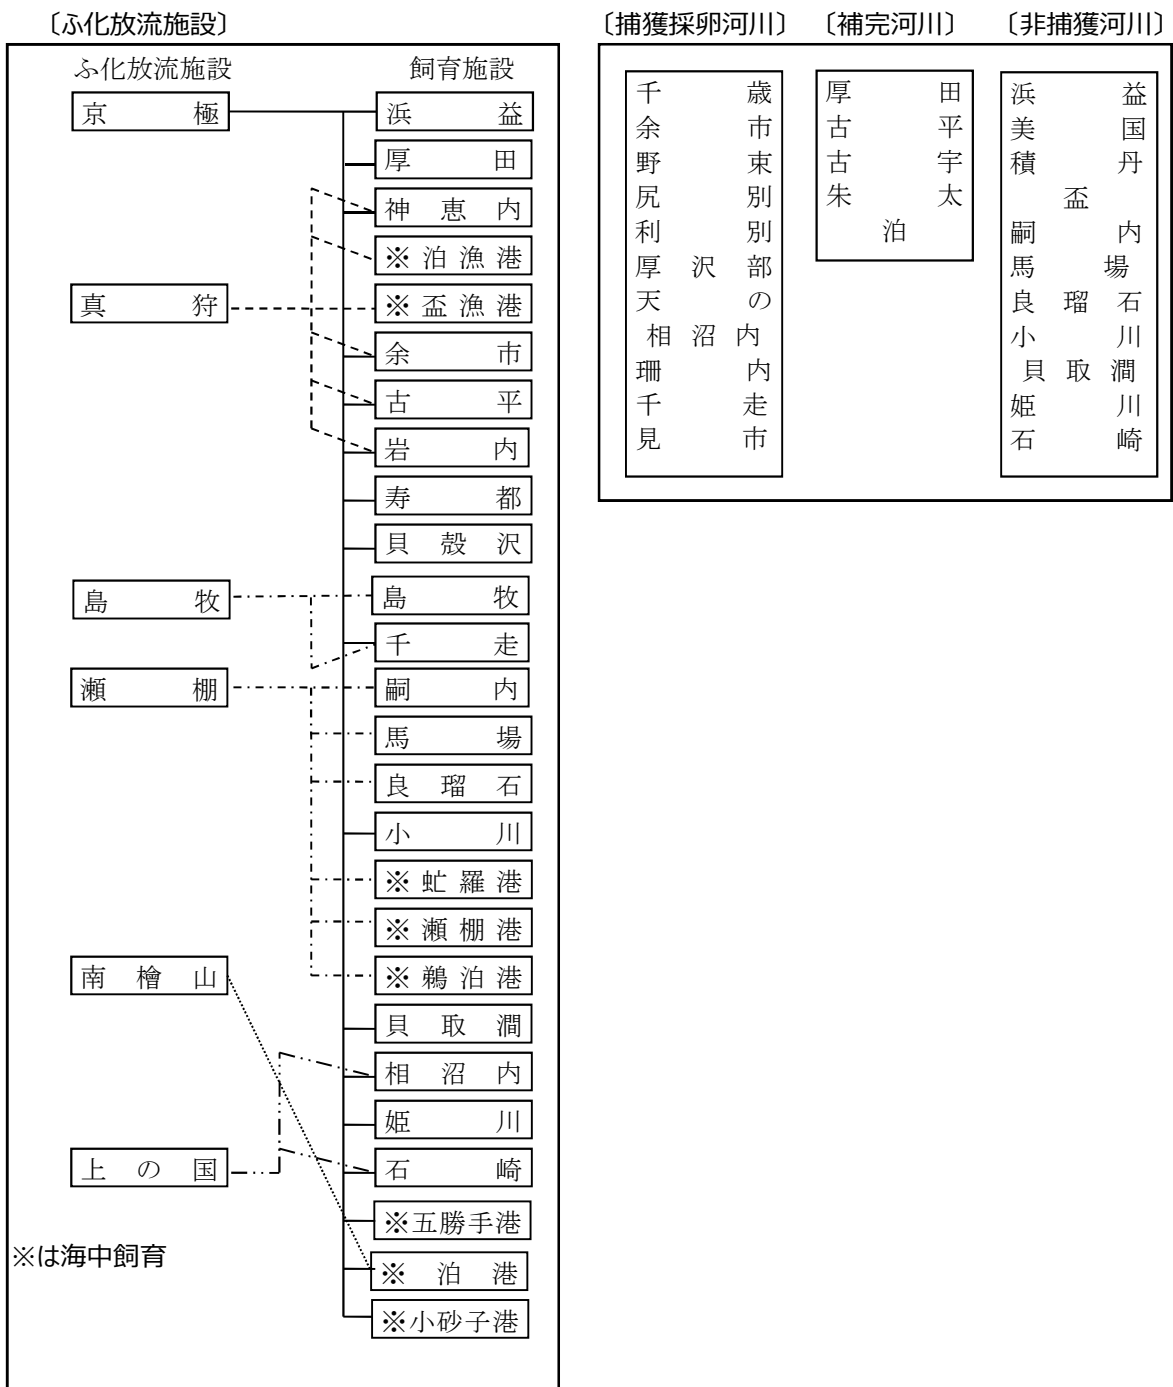 〔ふ化放流施設〕
ふ化放流施設 飼育施設
京極 浜益
厚田
神恵内
※泊漁港
真狩 ※盃漁港
余市
古平
岩内
寿都
貝殻沢
島牧 島牧
千走
瀬棚 嗣内
馬場
良瑠石
小川
※虻羅港
※瀬棚港
南檜山 ※鵜泊港
貝取澗
相沼内
姫川
上の国 石崎
※五勝手港
※は海中飼育
※泊港
※小砂子港
〔捕獲採卵河川〕
千歳
余市
野束
尻別
利別
厚沢部
天の
相沼内
珊内
千走
見市
〔補完河川〕
厚田
古平
古宇
朱太
泊
〔非捕獲河川〕
浜益
美国
積丹
盃
嗣内
馬場
良瑠石
小川
貝取澗
姫川
石崎